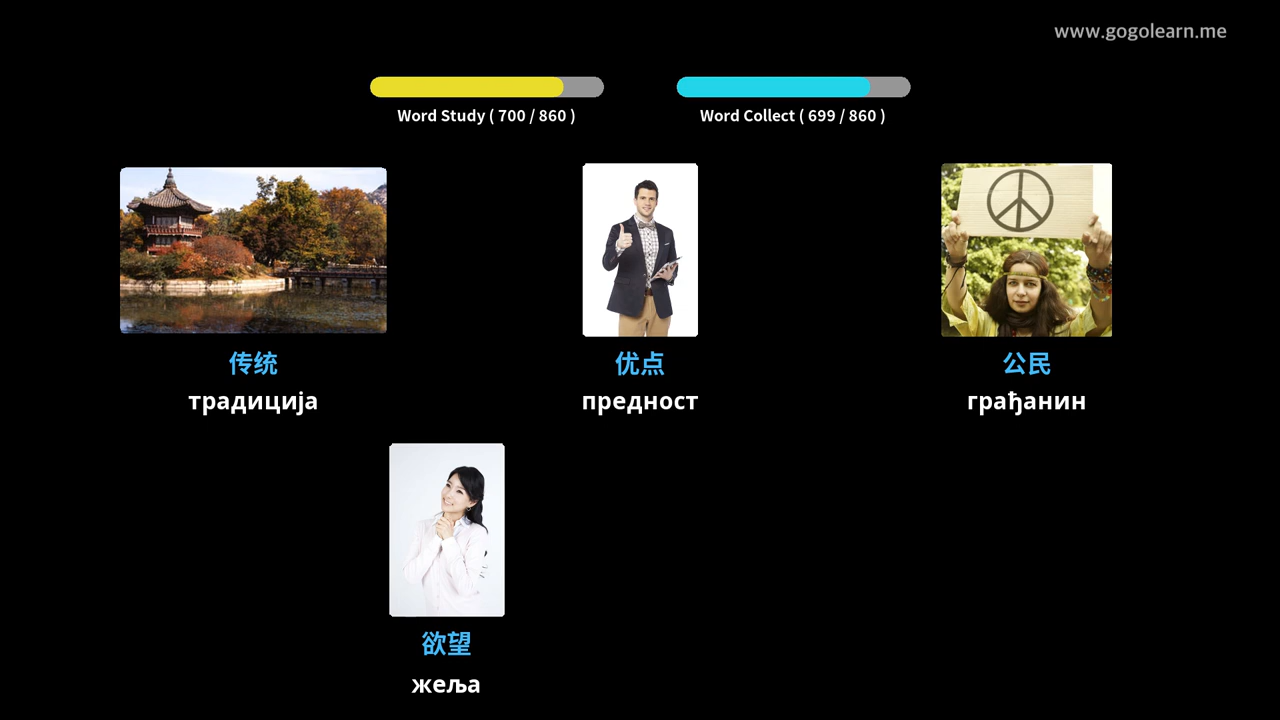 www.gogolearn.me
Word Study ( 700 / 860 )
Word Collect ( 699 / 860 )
传统
традиција
优点
предност
公民
грађанин
欲望
жеља